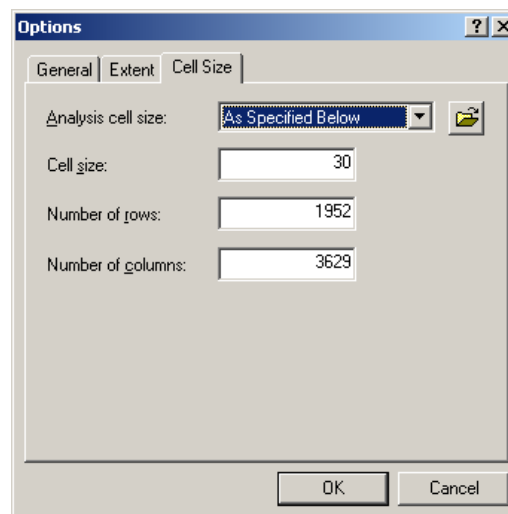 Options
General Extent Cell Size
Analysis cell size: As Specified Below
Cell size: 30
Number of rows: 1952
Number of columns: 3629
OK Cancel